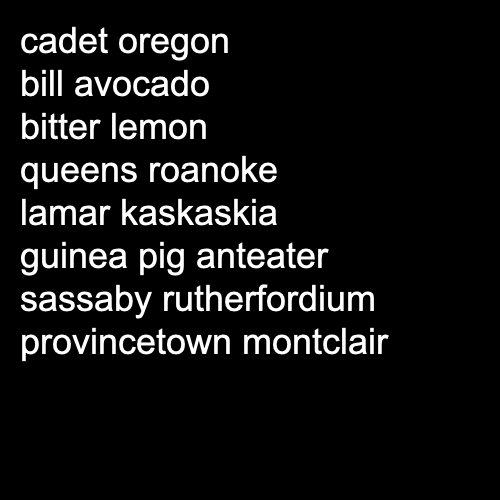 cadet oregon
bill avocado
bitter lemon
queens roanoke
lamar kaskaskia
guinea pig anteater
sassaby rutherfordium
provincetown montclair